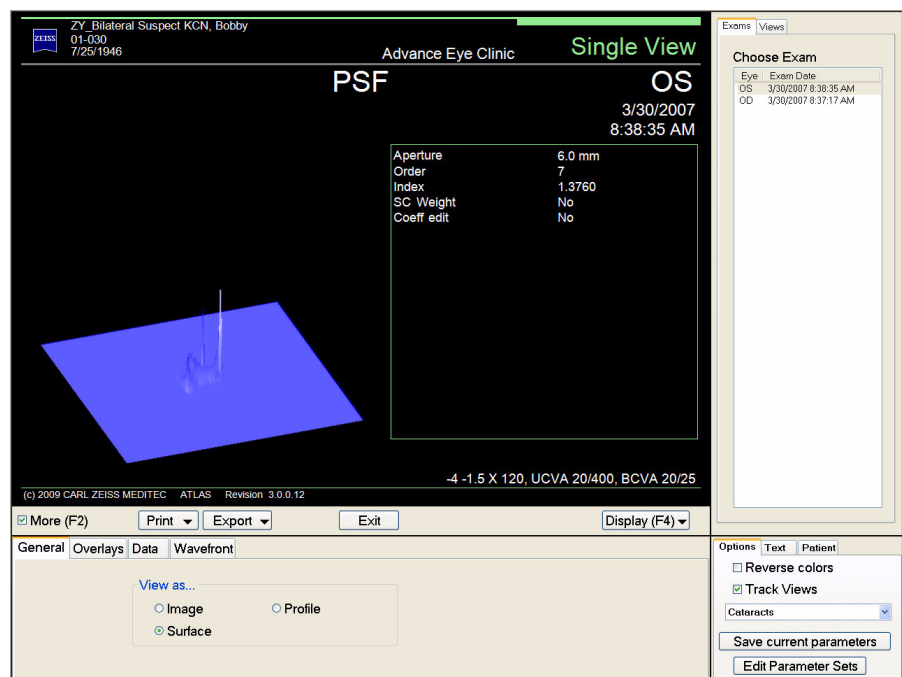 ZEISS
ZY_Bilateral Suspect KCN, Bobby
01-030
7/25/1946
Advance Eye Clinic
Single View
PSF
OS
3/30/2007
8:38:35 AM
Aperture 6.0 mm
Order 7
Index 1.3760
SC Weight No
Coeff edit No
-4 -1.5 X 120, UCVA 20/400, BCVA 20/25
(c) 2009 CARL ZEISS MEDITEC ATLAS Revision 3.0.0.12
More (F2) Print Export Exit Display (F4)
General Overlays Data Wavefront
View as...
Image Profile
Surface
Exams Views
Choose Exam
Eye Exam Date
OS 3/30/2007 8:38:35 AM
OD 3/30/2007 8:37:17 AM
Options Text Patient
Reverse colors
Track Views
Cataracts
Save current parameters
Edit Parameter Sets